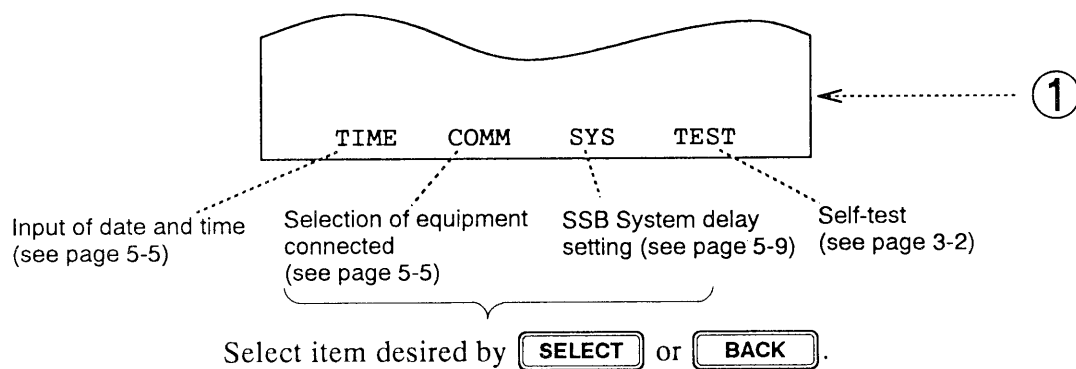 ①
TIME COMM SYS TEST
Input of date and time
(see page 5-5)
Selection of equipment
connected
(see page 5-5)
SSB System delay
setting (see page 5-9)
Self-test
(see page 3-2)
Select item desired by SELECT or BACK.